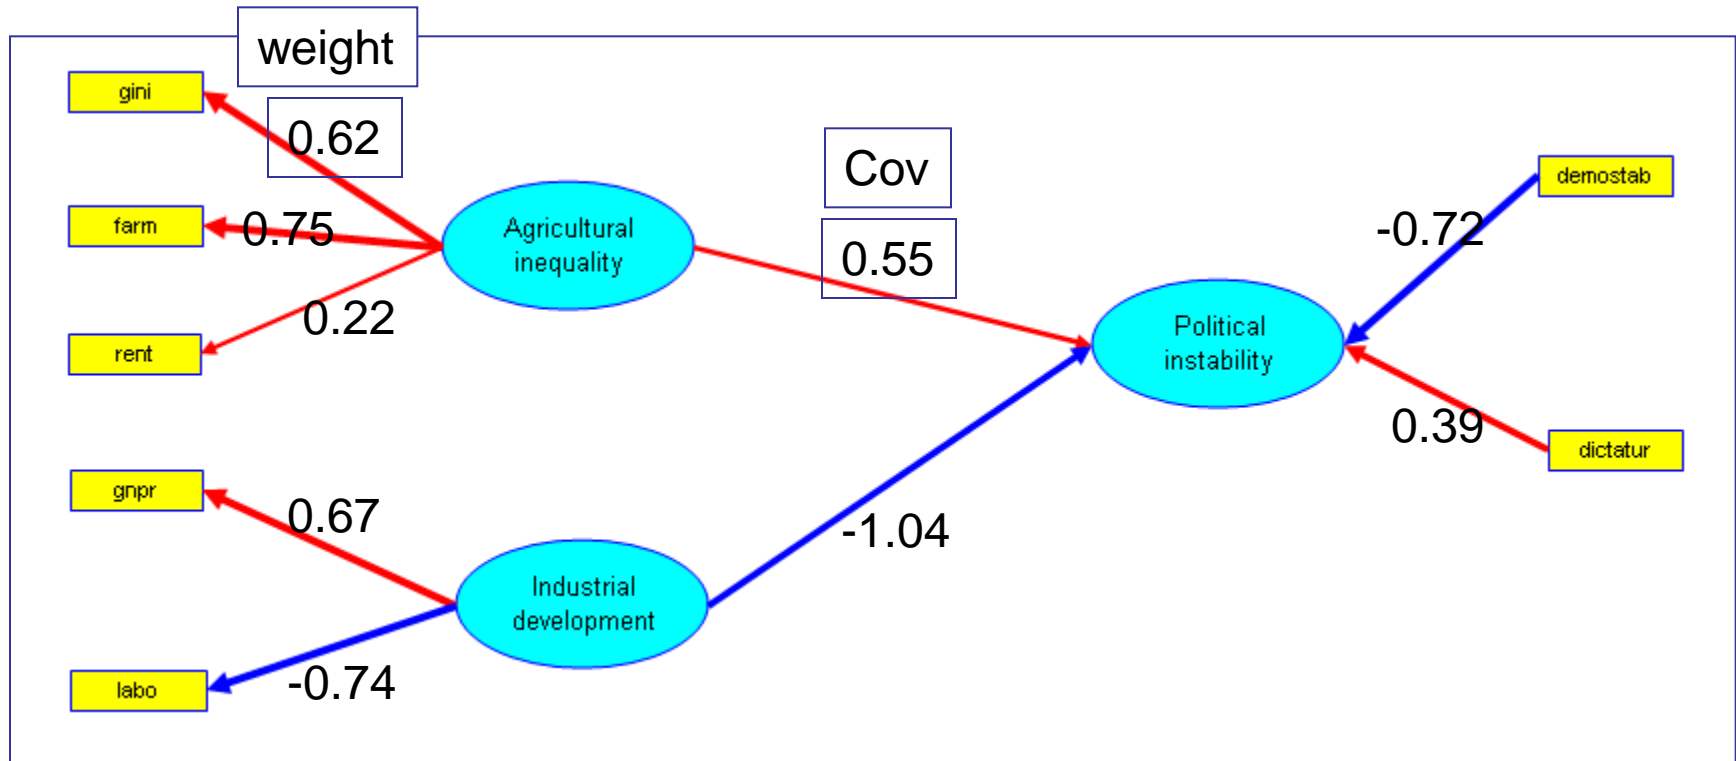 weight
gini
0.62
Cov
demostab
farm
0.75
Agricultural
inequality
0.55
-0.72
rent
0.22
Political
instability
0.39
dictatur
gnpr
0.67
-1.04
Industrial
development
labo
-0.74